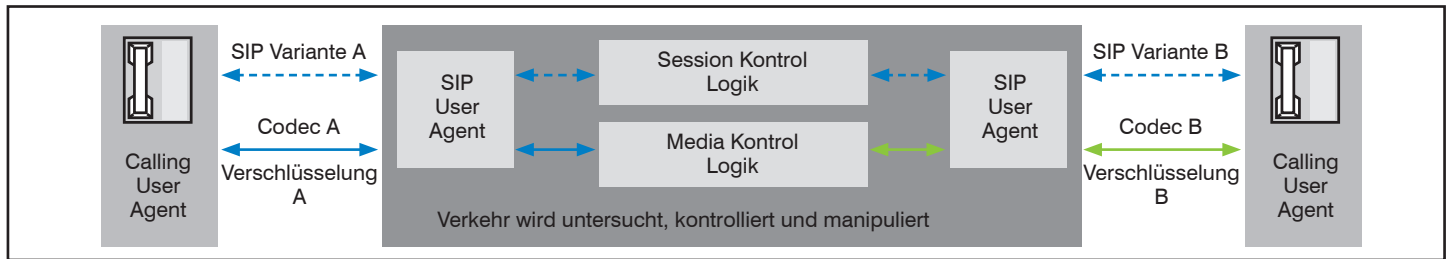 Calling
User
Agent
SIP Variante A
Codec A
Verschlüsselung
A
SIP
User
Agent
Session Kontrol
Logik
Media Kontrol
Logik
SIP
User
Agent
Verkehr wird untersucht, kontrolliert und manipuliert
SIP Variante B
Codec B
Verschlüsselung
B
Calling
User
Agent